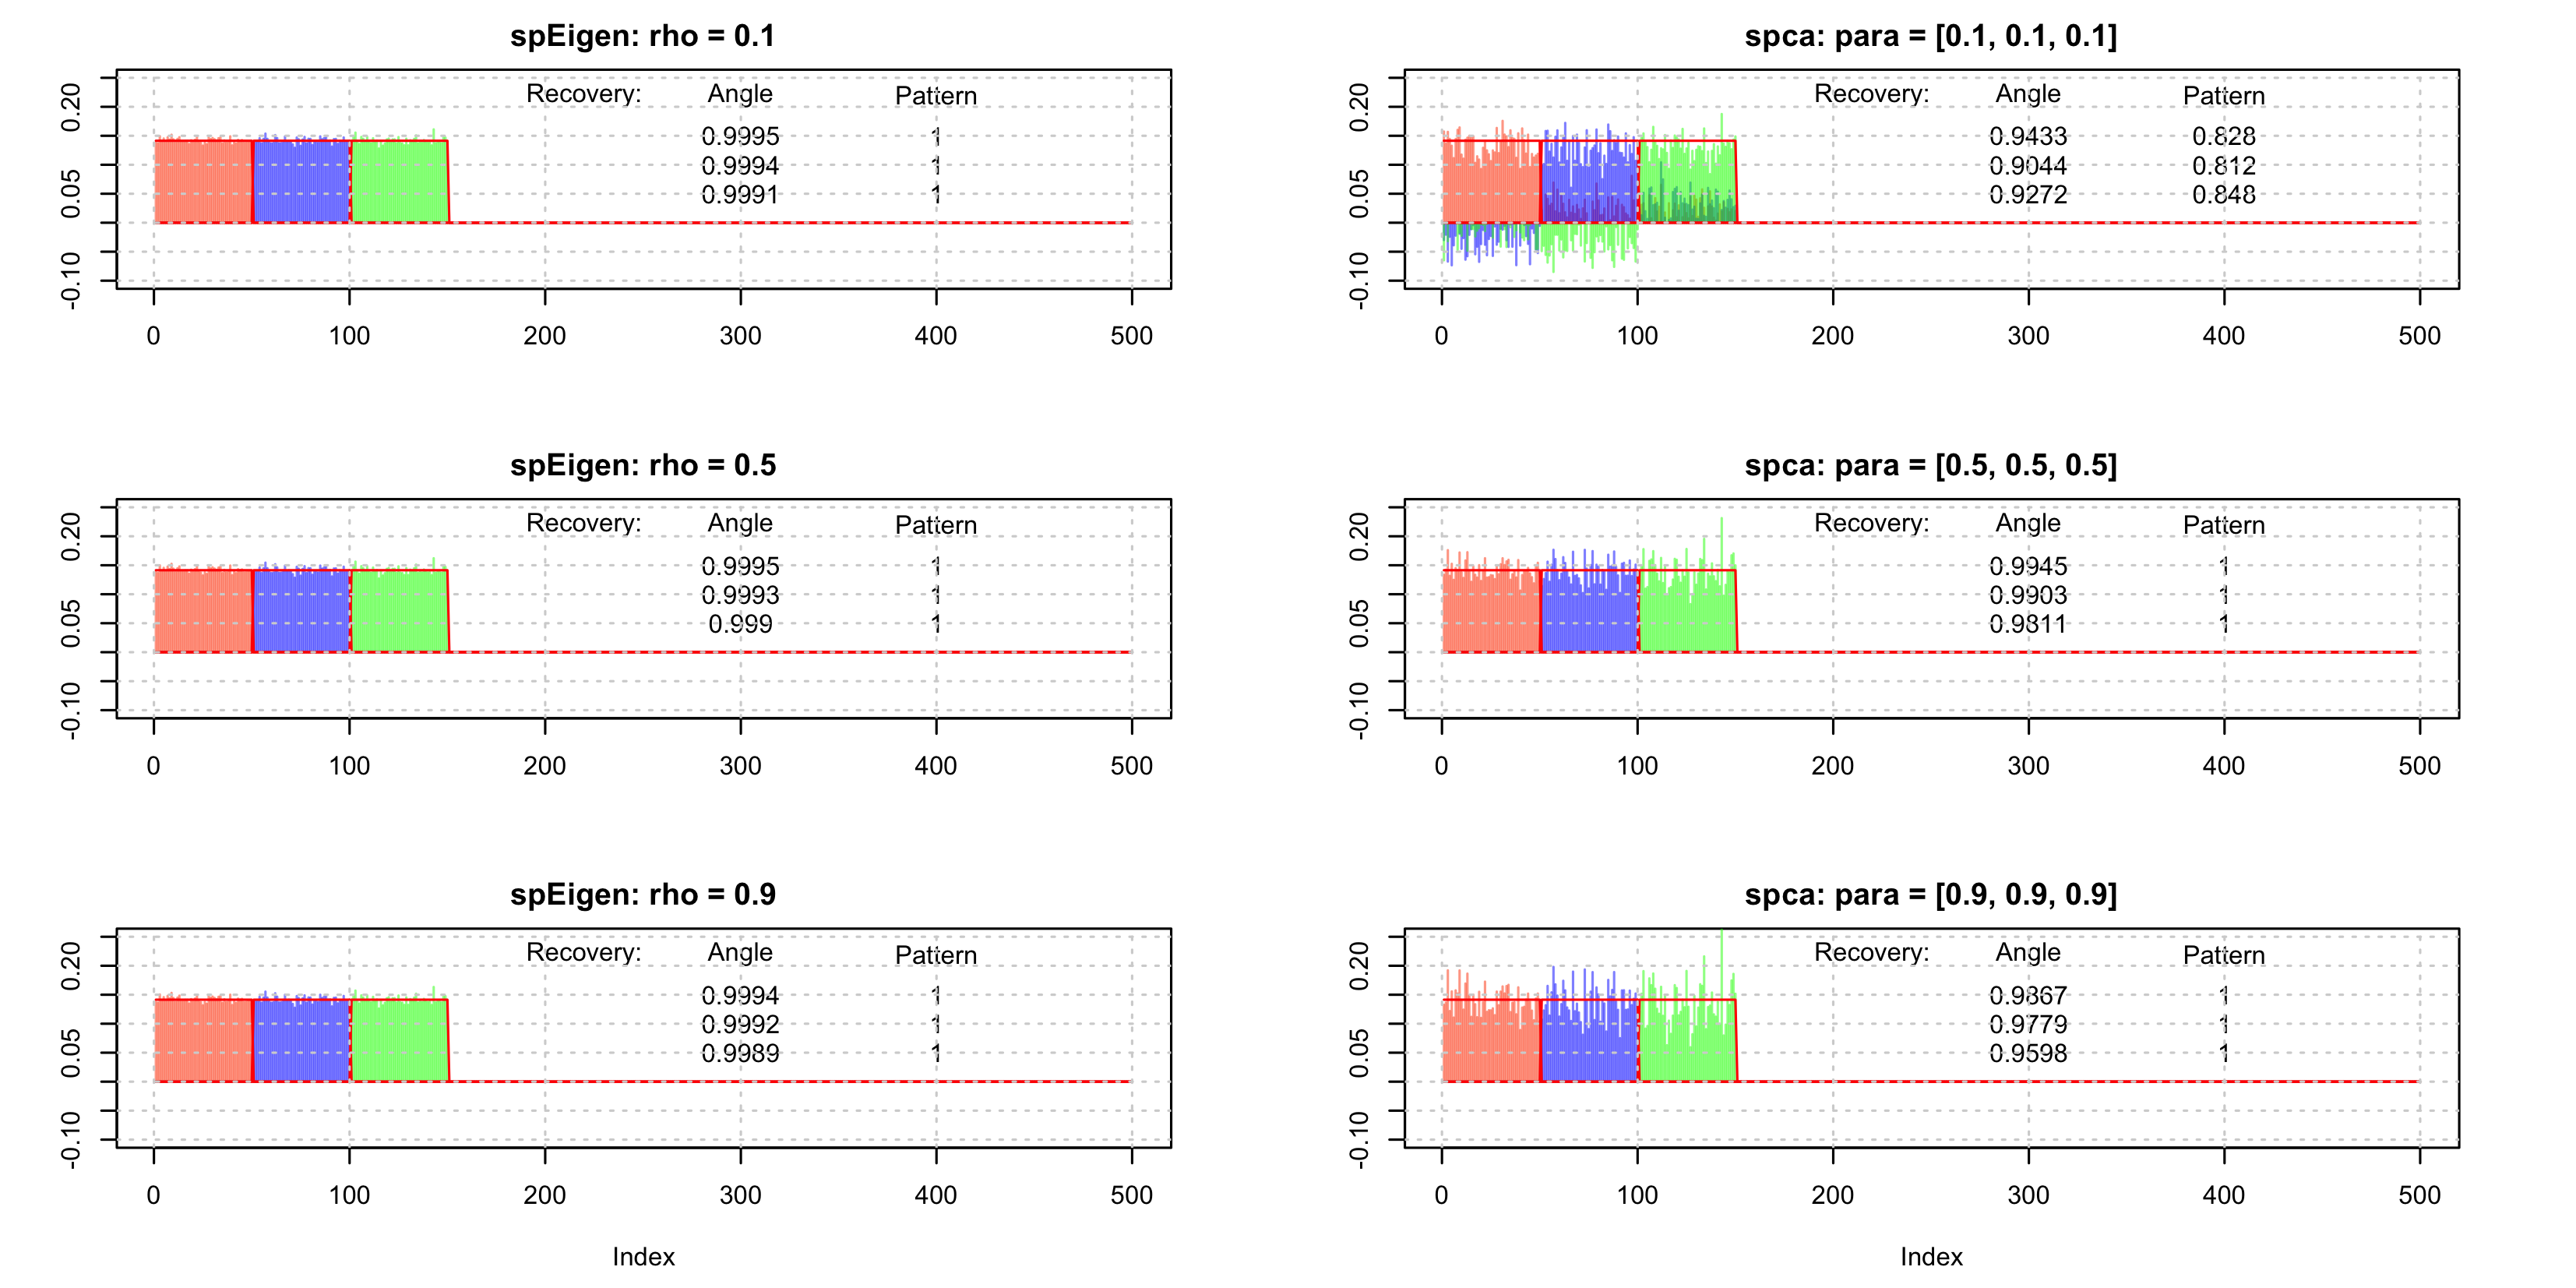 spEigen: rho = 0.1
Recovery: Angle Pattern
0.9995 1
0.9994 1
0.9991 1
0.20
0.05
-0.10
0 100 200 300 400 500
spca: para = [0.1, 0.1, 0.1]
Recovery: Angle Pattern
0.9433 0.828
0.9044 0.812
0.9272 0.848
0.20
0.05
-0.10
0 100 200 300 400 500
spEigen: rho = 0.5
Recovery: Angle Pattern
0.9995 1
0.9993 1
0.999 1
0.20
0.05
-0.10
0 100 200 300 400 500
spca: para = [0.5, 0.5, 0.5]
Recovery: Angle Pattern
0.9945 1
0.9903 1
0.9811 1
0.20
0.05
-0.10
0 100 200 300 400 500
spEigen: rho = 0.9
Recovery: Angle Pattern
0.9994 1
0.9992 1
0.9989 1
0.20
0.05
-0.10
0 100 200 300 400 500
Index
spca: para = [0.9, 0.9, 0.9]
Recovery: Angle Pattern
0.9867 1
0.9779 1
0.9598 1
0.20
0.05
-0.10
0 100 200 300 400 500
Index